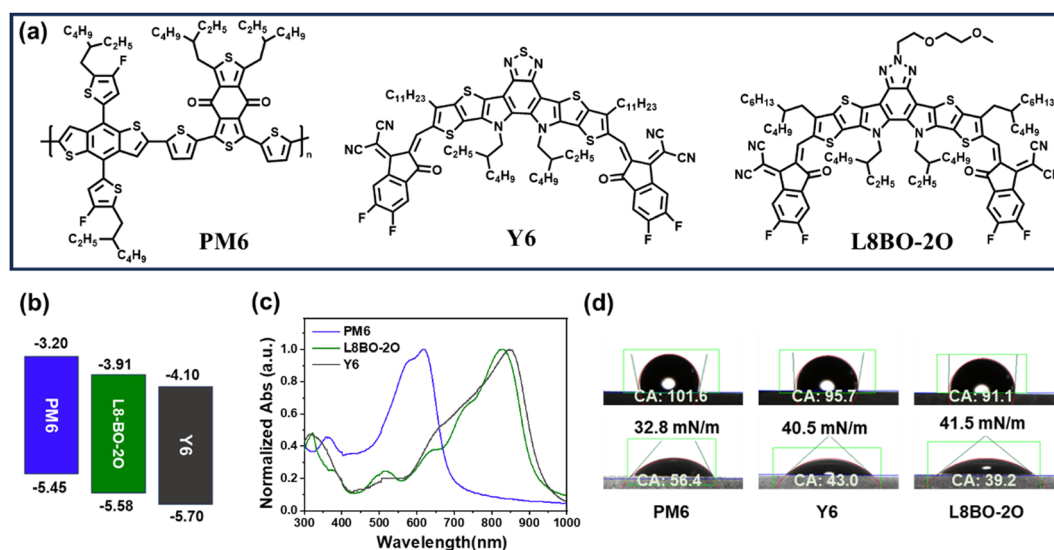 (a)
C4H9
C2H5
C2H5
C4H9
C4H9
C2H5
F
S
S
S
O
O
S
S
S
S
n
S
S
F
C2H5
C4H9
PM6
S
N
N
C11H23
S
S
S
S
C11H23
N
N
CN
NC
O
C2H5
C4H9
C2H5
C4H9
O
CN
CN
F
F
F
F
Y6
O
O
N
N
N
C6H13
C4H9
S
S
S
S
C6H13
C4H9
N
N
NC
CN
O
C4H9
C2H5
C4H9
C2H5
O
CN
CN
F
F
F
F
L8BO-2O
(b)
-3.20
-3.91
-4.10
PM6
L8-BO-2O
Y6
-5.45
-5.58
-5.70
(c)
Normalized Abs (a.u.)
1.0
0.8
0.6
0.4
0.2
0.0
PM6
L8BO-2O
Y6
300 400 500 600 700 800 900 1000
Wavelength(nm)
(d)
CA: 101.6
CA: 95.7
CA: 91.1
32.8 mN/m
40.5 mN/m
41.5 mN/m
CA: 56.4
CA: 43.0
CA: 39.2
PM6
Y6
L8BO-2O